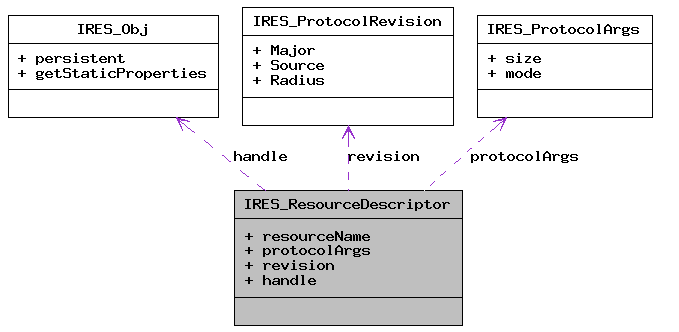 IRES_Obj
+ persistent
+ getStaticProperties
IRES_ProtocolRevision
+ Major
+ Source
+ Radius
IRES_ProtocolArgs
+ size
+ mode
handle
revision
protocolArgs
IRES_ResourceDescriptor
+ resourceName
+ protocolArgs
+ revision
+ handle